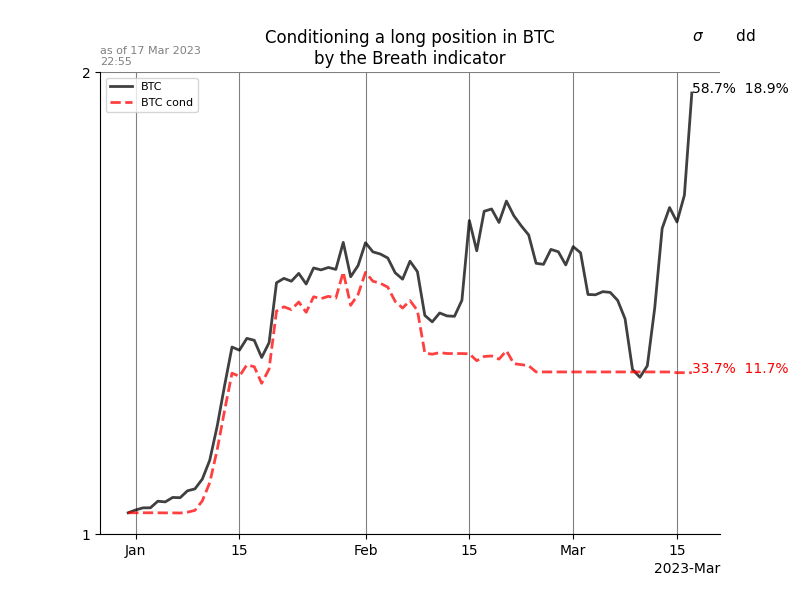 Conditioning a long position in BTC
by the Breath indicator
σ dd
as of 17 Mar 2023
22:55
2
BTC
BTC cond
58.7% 18.9%
33.7% 11.7%
1
Jan 15 Feb 15 Mar 15
2023-Mar